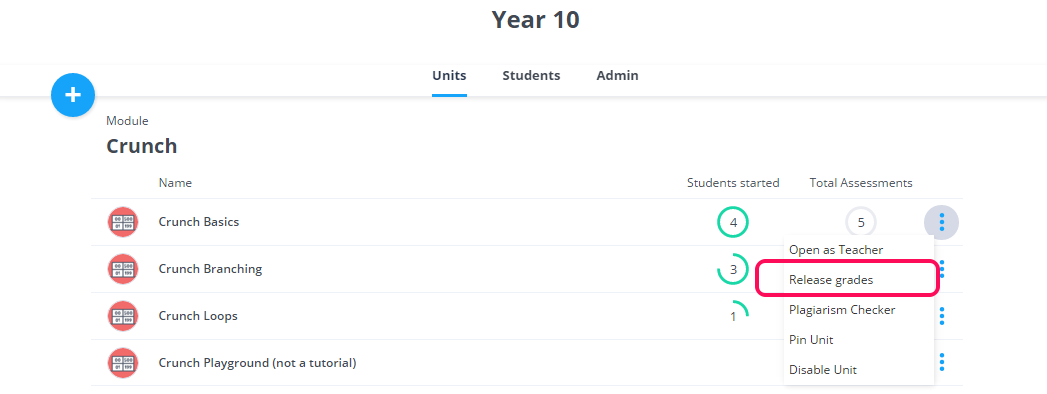 Year 10
Units Students Admin
+
Module
Crunch
Name Students started Total Assessments
Crunch Basics 4 5
Open as Teacher
Crunch Branching 3
Release grades
Plagiarism Checker
Crunch Loops 1
Pin Unit
Crunch Playground (not a tutorial)
Disable Unit